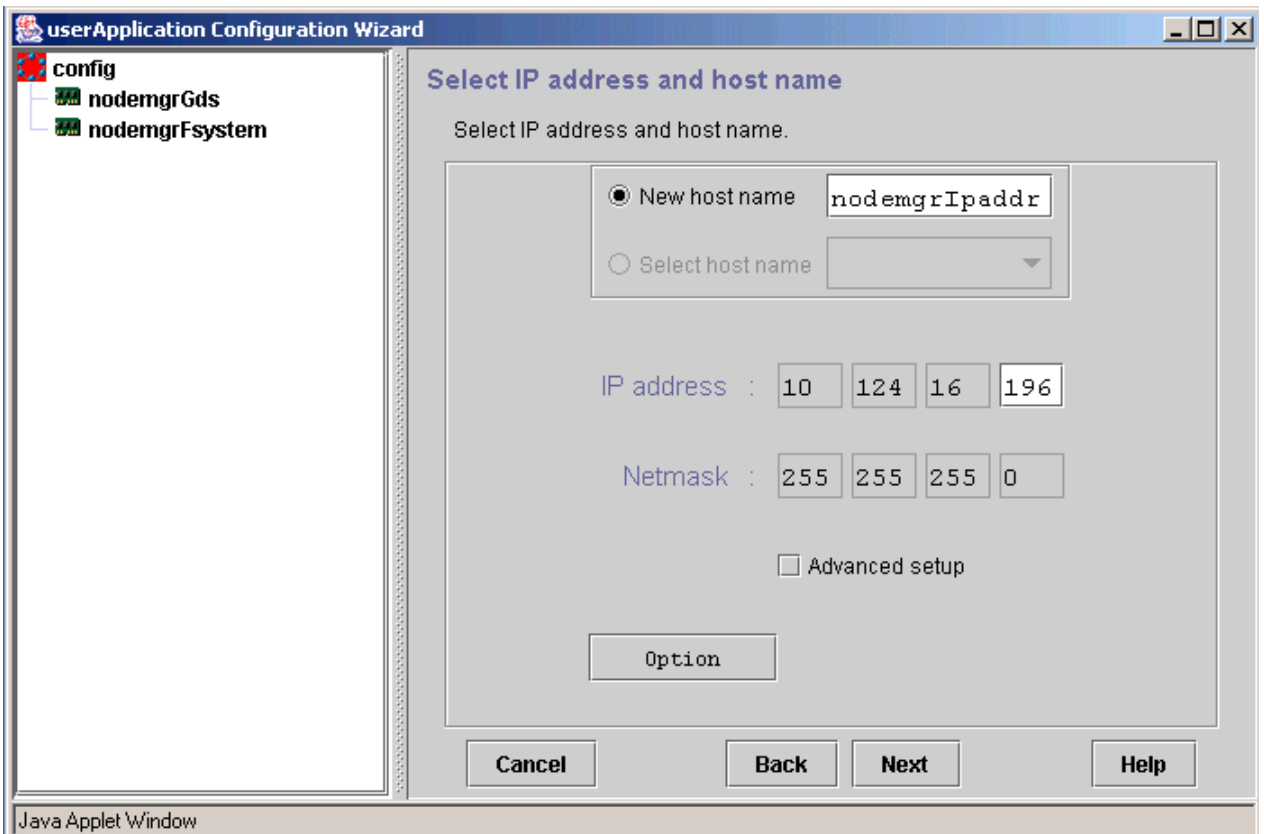 userApplication Configuration Wizard
config
nodemgrGds
nodemgrFsystem
Select IP address and host name
Select IP address and host name.
New host name nodemgrIpaddr
Select host name
IP address : 10 124 16 196
Netmask : 255 255 255 0
Advanced setup
Option
Cancel Back Next Help
Java Applet Window